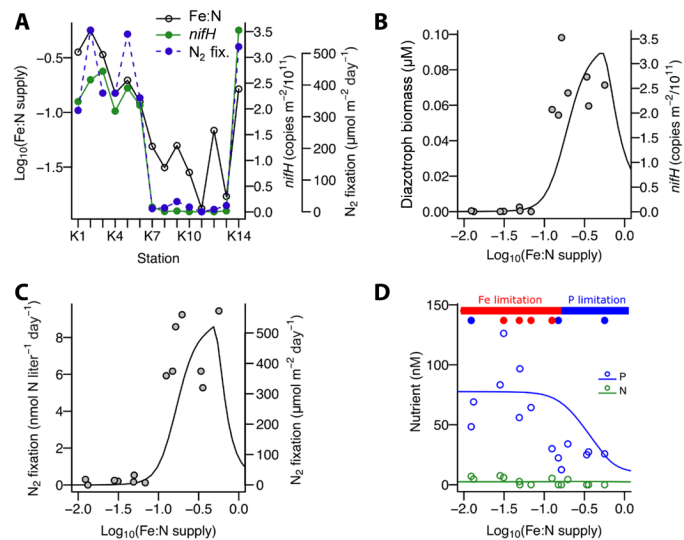 A
Fe:N
nifH
N2 fix.
Log10(Fe:N supply)
−0.5
−1.0
−1.5
K1 K4 K7 K10 K14
Station
3.5
3.0
2.5
2.0
1.5
1.0
0.5
0.0
nifH (copies m−2/10^11)
500
400
300
200
100
0
N2 fixation (μmol m−2 day−1)
B
Diazotroph biomass (μM)
0.10
0.08
0.06
0.04
0.02
0.00
−2.0 −1.5 −1.0 −0.5 0.0
Log10(Fe:N supply)
3.5
3.0
2.5
2.0
1.5
1.0
0.5
0.0
nifH (copies m−2/10^11)
C
N2 fixation (nmol N liter−1 day−1)
8
6
4
2
0
−2.0 −1.5 −1.0 −0.5 0.0
Log10(Fe:N supply)
500
400
300
200
100
0
N2 fixation (μmol m−2 day−1)
D
Fe limitation P limitation
Nutrient (nM)
150
100
50
0
P
N
−2.0 −1.5 −1.0 −0.5 0.0
Log10(Fe:N supply)